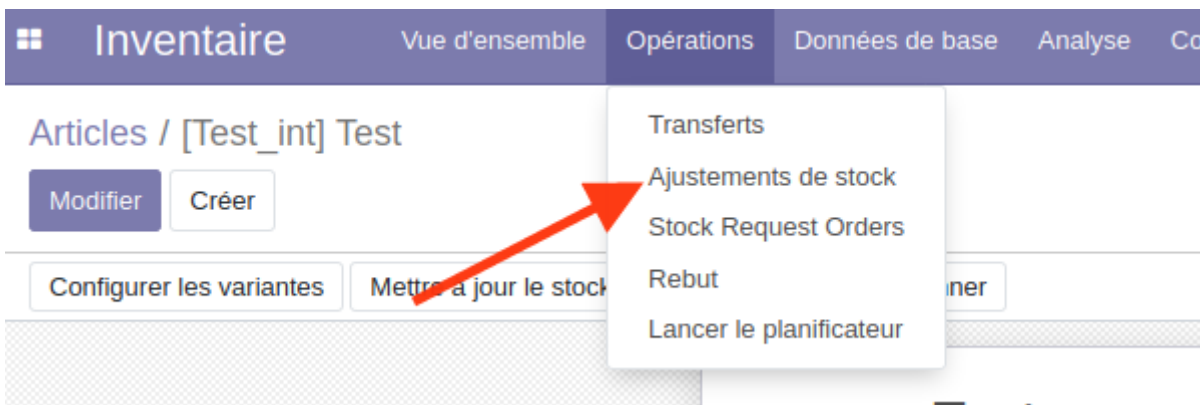 Inventaire Vue d'ensemble Opérations Données de base Analyse
Articles / [Test_int] Test
Modifier Créer
Configurer les variantes Mettre à jour le stock
Transferts
Ajustements de stock
Stock Request Orders
Rebut
Lancer le planificateur